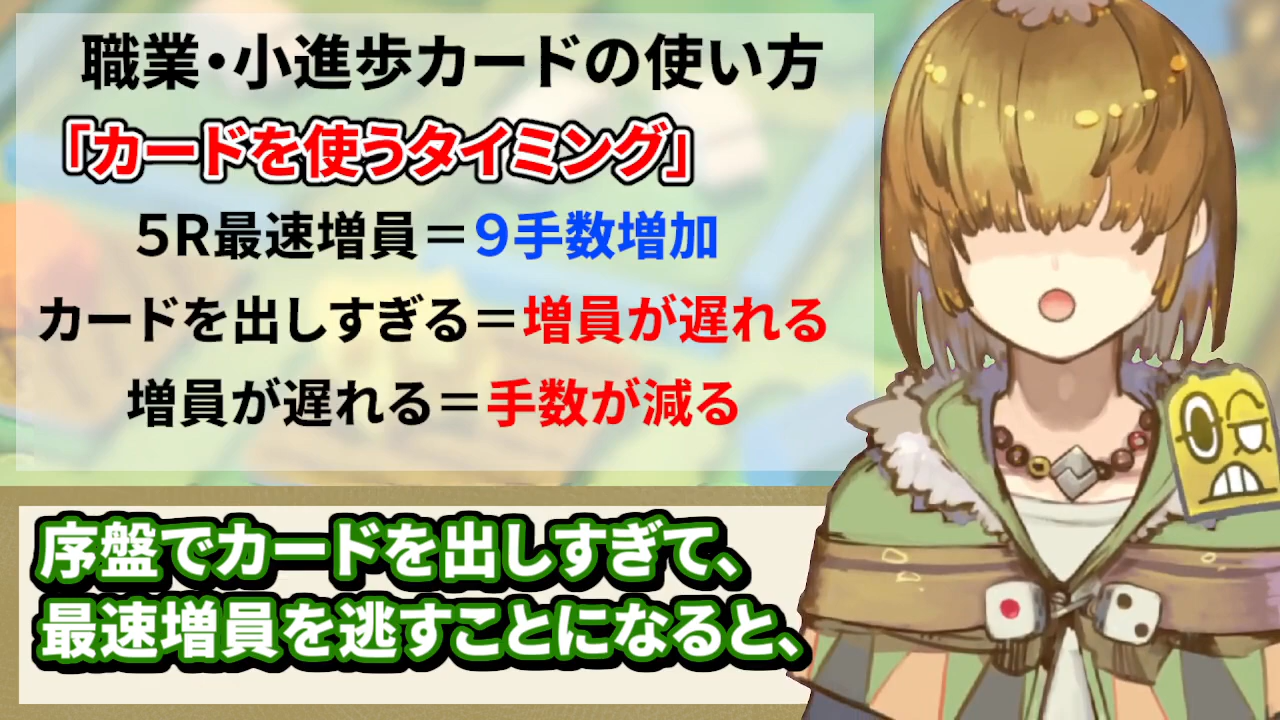 職業・小進歩カードの使い方
「カードを使うタイミング」
５R最速増員＝９手数増加
カードを出しすぎる＝増員が遅れる
増員が遅れる＝手数が減る
序盤でカードを出しすぎて、
最速増員を逃すことになると、